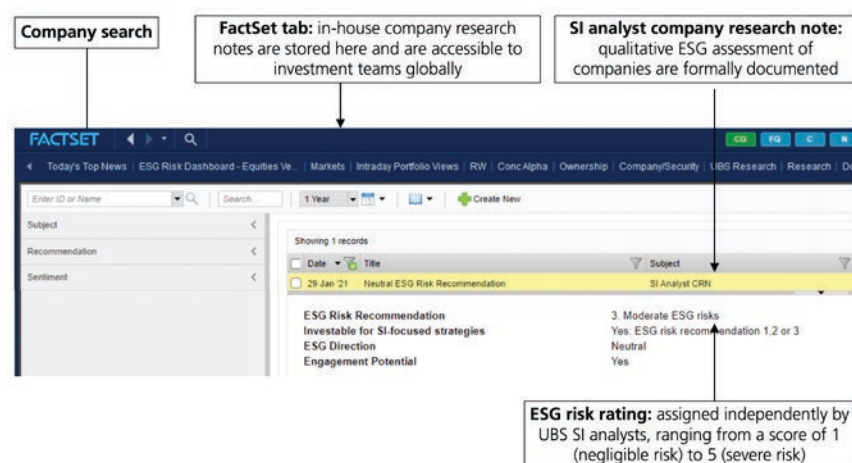 Company search
FactSet tab: in-house company research
notes are stored here and are accessible to
investment teams globally
SI analyst company research note:
qualitative ESG assessment of
companies are formally documented
FACTSET
CG FQ C N
Today's Top News | ESG Risk Dashboard - Equities Ve... | Markets | Intraday Portfolio Views | RW | ConcAlpha | Ownership | Company/Security | UBS Research | Research | Do
Enter ID or Name Search... 1 Year Create New
Subject
Recommendation
Sentiment
Showing 1 records
Date Title Subject
29 Jan '21 Neutral ESG Risk Recommendation SI Analyst CRN
ESG Risk Recommendation 3. Moderate ESG risks
Investable for SI-focused strategies Yes: ESG risk recommendation 1,2 or 3
ESG Direction Neutral
Engagement Potential Yes
ESG risk rating: assigned independently by
UBS SI analysts, ranging from a score of 1
(negligible risk) to 5 (severe risk)